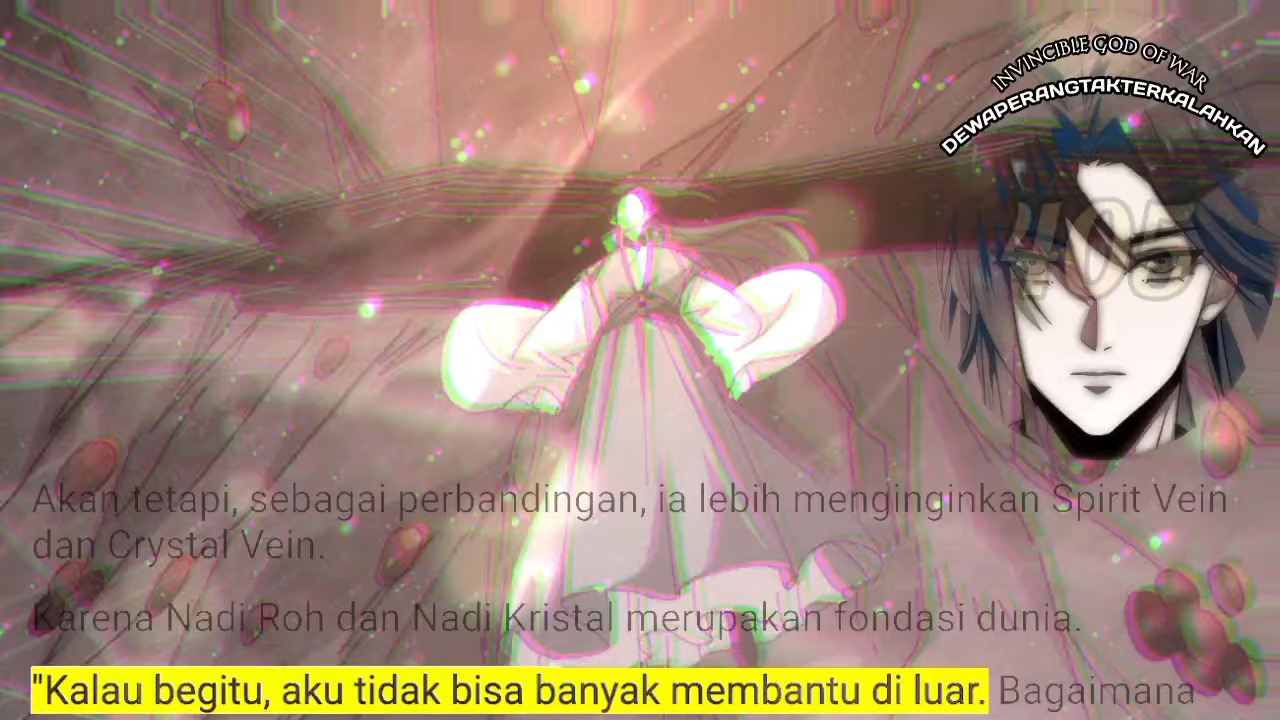 INVINCIBLE GOD OF WAR
DEWAPERANGTAKTERKALAHKAN
405
Akan tetapi, sebagai perbandingan, ia lebih menginginkan Spirit Vein
dan Crystal Vein.
Karena Nadi Roh dan Nadi Kristal merupakan fondasi dunia.
"Kalau begitu, aku tidak bisa banyak membantu di luar. Bagaimana